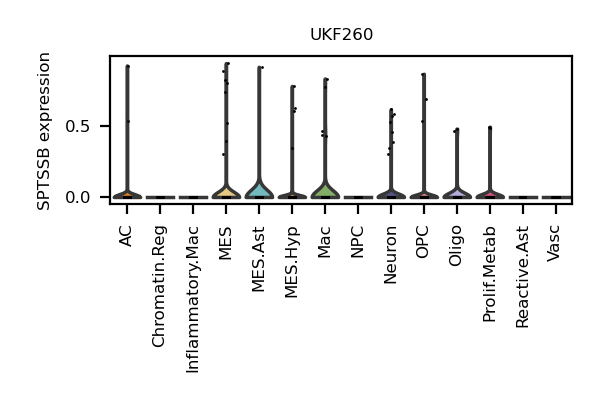 UKF260
SPTSSB expression
0.5
0.0
AC
Chromatin.Reg
Inflammatory.Mac
MES
MES.Ast
MES.Hyp
Mac
NPC
Neuron
OPC
Oligo
Prolif.Metab
Reactive.Ast
Vasc